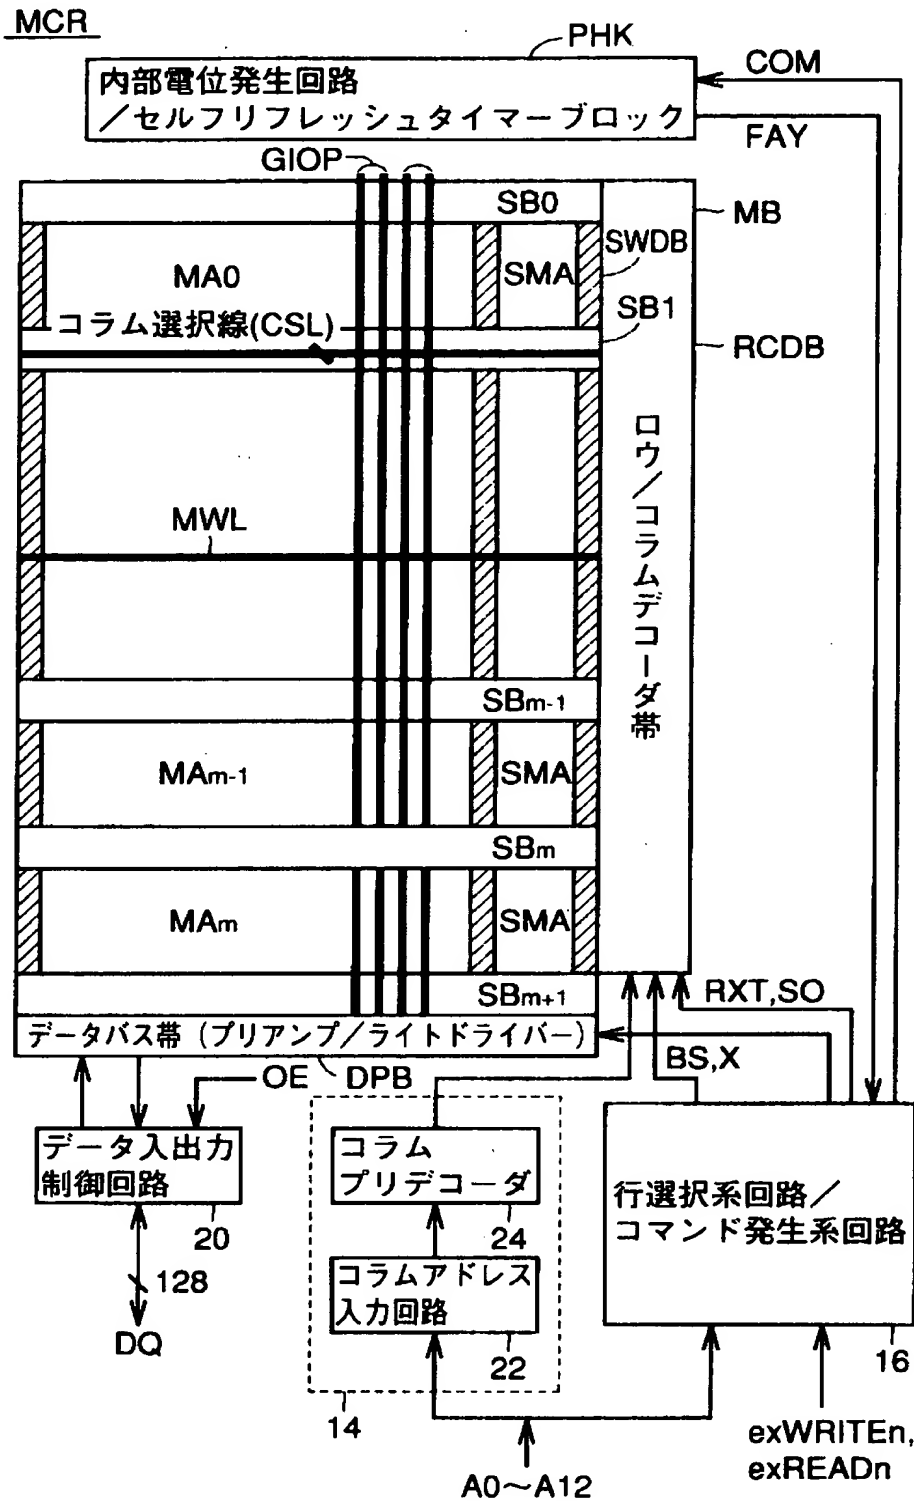 MCR
PHK
内部電位発生回路
／セルフリフレッシュタイマーブロック
COM
FAY
GIOP
SB0
MB
SWDB
MA0
SMA
コラム選択線(CSL)
SB1
RCDB
ロウ／コラムデコーダ帯
MWL
SBm-1
MAm-1
SMA
SBm
MAm
SMA
SBm+1
RXT,SO
データバス帯（プリアンプ／ライトドライバー）
BS,X
OE
DPB
データ入出力
制御回路
20
128
DQ
コラム
プリデコーダ
24
コラムアドレス
入力回路
22
14
行選択系回路／
コマンド発生系回路
16
A0〜A12
exWRITEn,
exREADn